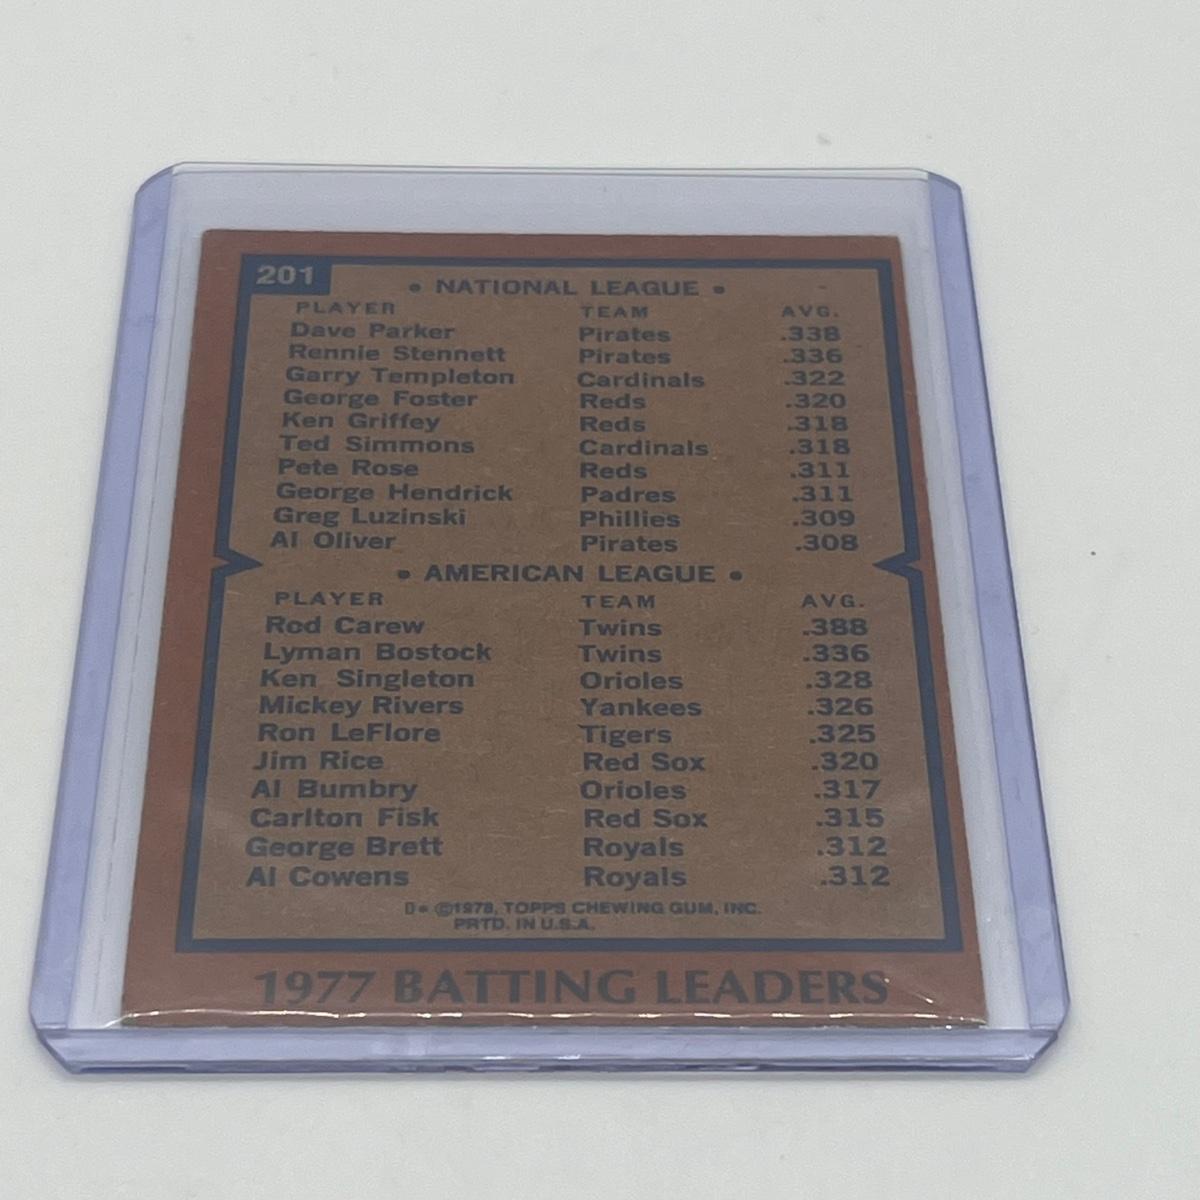 201
• NATIONAL LEAGUE •
PLAYER TEAM AVG.
Dave Parker Pirates .338
Rennie Stennett Pirates .336
Garry Templeton Cardinals .322
George Foster Reds .320
Ken Griffey Reds .318
Ted Simmons Cardinals .318
Pete Rose Reds .311
George Hendrick Padres .311
Greg Luzinski Phillies .309
Al Oliver Pirates .308
• AMERICAN LEAGUE •
PLAYER TEAM AVG.
Rod Carew Twins .388
Lyman Bostock Twins .336
Ken Singleton Orioles .328
Mickey Rivers Yankees .326
Ron LeFlore Tigers .325
Jim Rice Red Sox .320
Al Bumbry Orioles .317
Carlton Fisk Red Sox .315
George Brett Royals .312
Al Cowens Royals .312
D* ©1978, TOPPS CHEWING GUM, INC.
PRTD. IN U.S.A.
1977 BATTING LEADERS